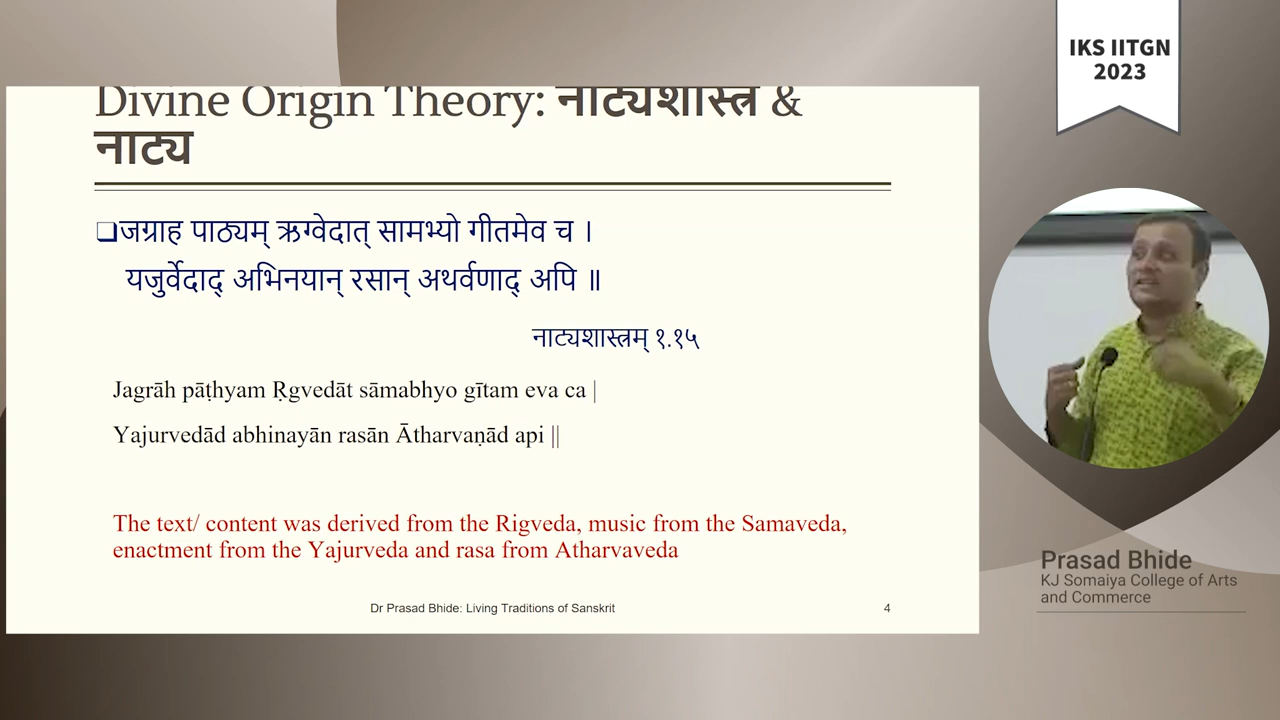 IKS IITGN
2023
Divine Origin Theory: नाट्यशास्त्र &
नाट्य
❑जग्राह पाठ्यम् ऋग्वेदात् सामभ्यो गीतमेव च ।
यजुर्वेदाद् अभिनयान् रसान् अथर्वणाद् अपि ॥
नाट्यशास्त्रम् १.१५
Jagrāh pāṭhyam Ṛgvedāt sāmabhyo gītam eva ca |
Yajurvedād abhinayān rasān Ātharvaṇād api ||
The text/ content was derived from the Rigveda, music from the Samaveda,
enactment from the Yajurveda and rasa from Atharvaveda
Dr Prasad Bhide: Living Traditions of Sanskrit
4
Prasad Bhide
KJ Somaiya College of Arts
and Commerce